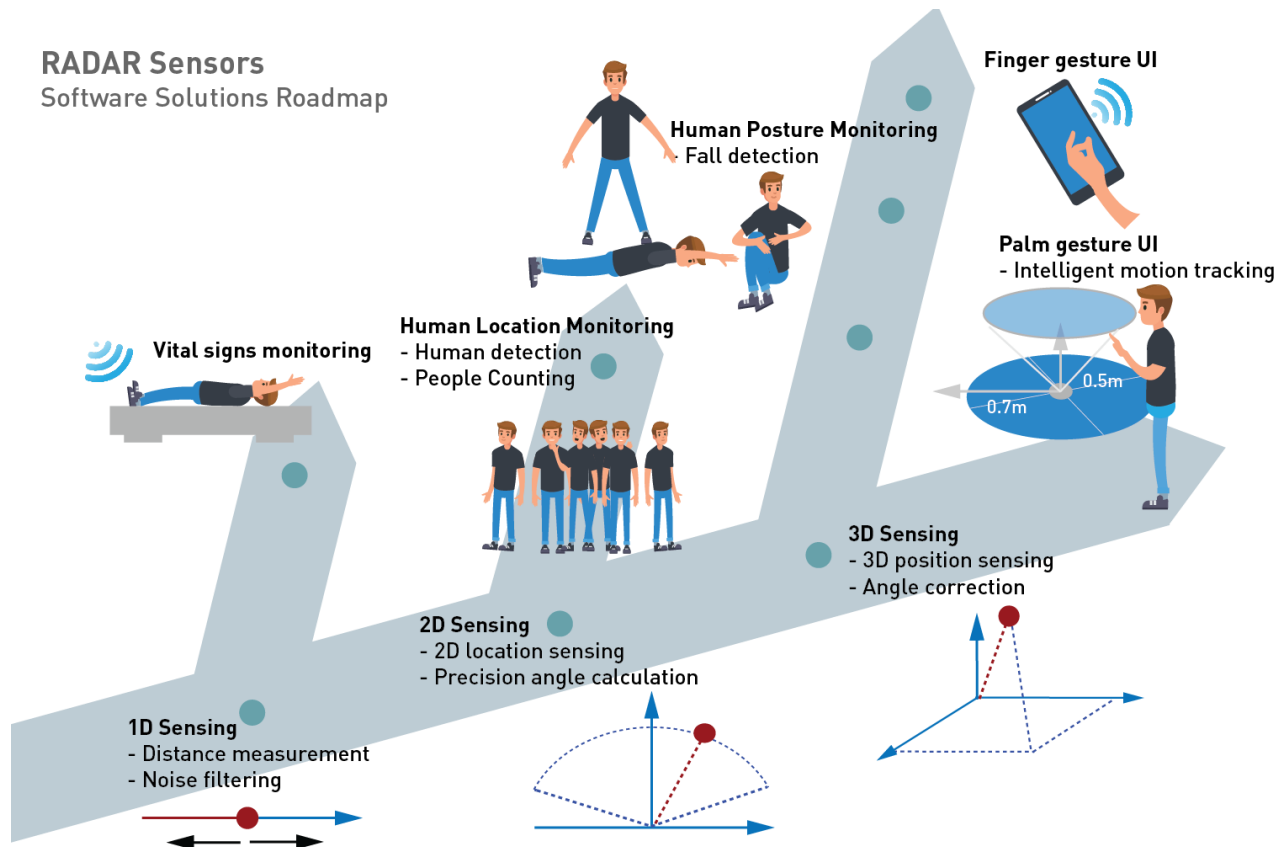 RADAR Sensors
Software Solutions Roadmap
Finger gesture UI
Human Posture Monitoring
- Fall detection
Palm gesture UI
- Intelligent motion tracking
0.5m
0.7m
Human Location Monitoring
- Human detection
- People Counting
Vital signs monitoring
3D Sensing
- 3D position sensing
- Angle correction
2D Sensing
- 2D location sensing
- Precision angle calculation
1D Sensing
- Distance measurement
- Noise filtering